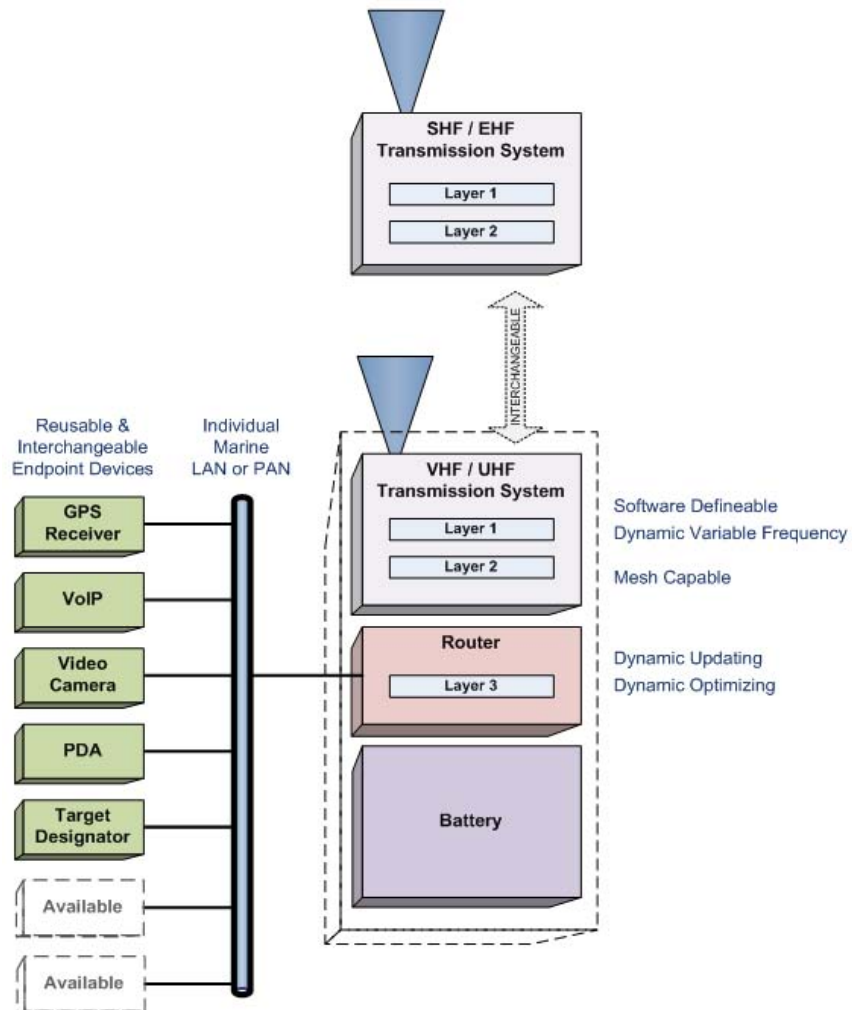 SHF / EHF
Transmission System
Layer 1
Layer 2
INTERCHANGEABLE
Reusable &
Interchangeable
Endpoint Devices
Individual
Marine
LAN or PAN
GPS
Receiver
VoIP
Video
Camera
PDA
Target
Designator
Available
Available
VHF / UHF
Transmission System
Layer 1
Layer 2
Router
Layer 3
Battery
Software Defineable
Dynamic Variable Frequency
Mesh Capable
Dynamic Updating
Dynamic Optimizing